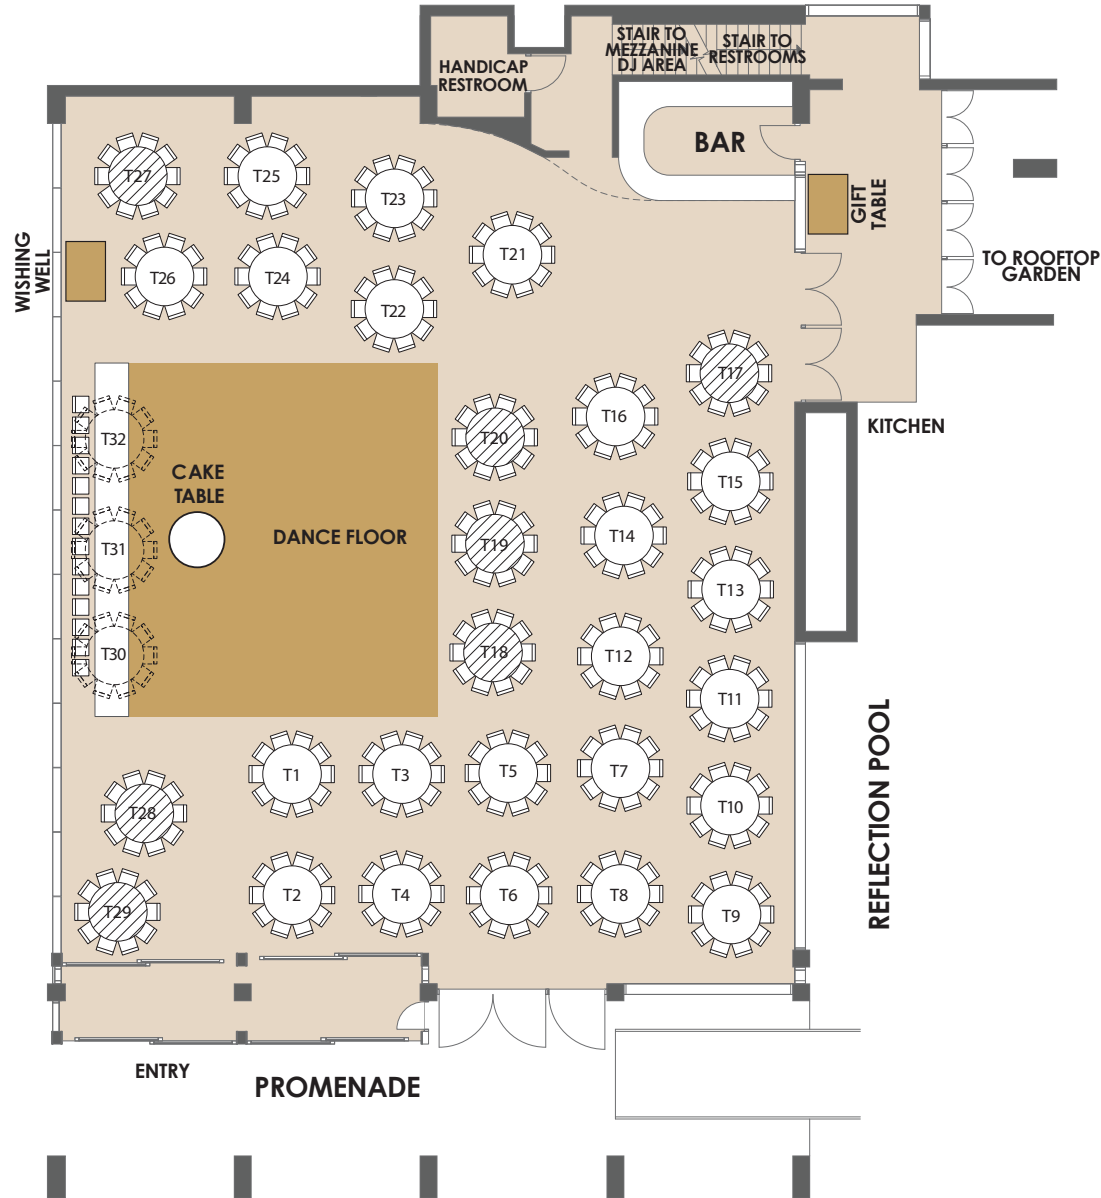 STAIR TO
MEZZANINE
DJ AREA
STAIR TO
RESTROOMS
HANDICAP
RESTROOM
BAR
GIFT
TABLE
TO ROOFTOP
GARDEN
WISHING
WELL
T27
T25
T23
T21
T26
T24
T22
T17
T16
T20
T32
KITCHEN
CAKE
TABLE
T15
DANCE FLOOR
T31
T19
T14
T13
T30
T18
T12
T11
REFLECTION POOL
T1
T3
T5
T7
T10
T28
T2
T4
T6
T8
T9
T29
ENTRY
PROMENADE